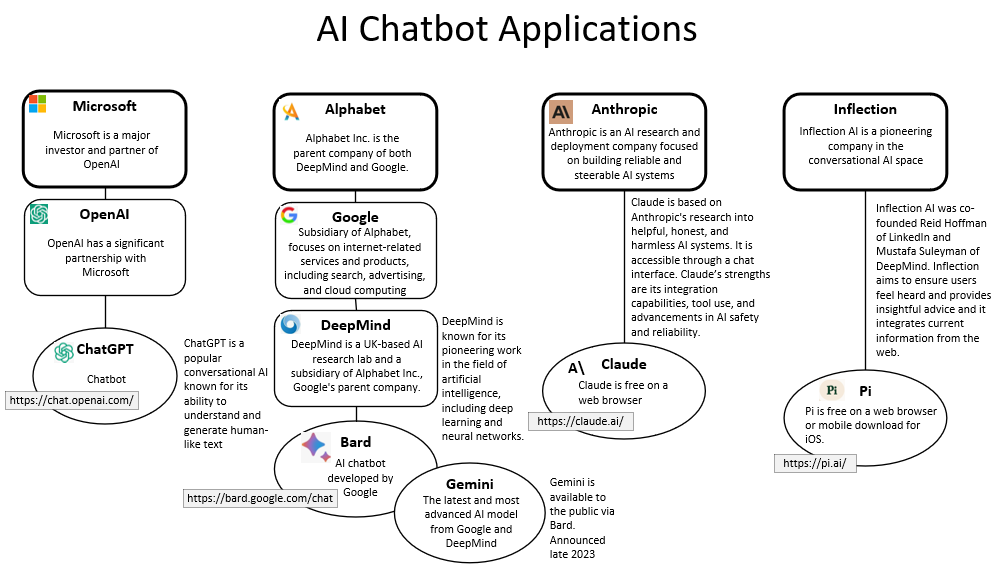 AI Chatbot Applications
Microsoft
Microsoft is a major
investor and partner of
OpenAI
OpenAI
OpenAI has a significant
partnership with
Microsoft
ChatGPT
Chatbot
https://chat.openai.com/
ChatGPT is a
popular
conversational AI
known for its
ability to
understand and
generate human-
like text
Alphabet
Alphabet Inc. is the
parent company of both
DeepMind and Google.
Google
Subsidiary of Alphabet,
focuses on internet-related
services and products,
including search, advertising,
and cloud computing
DeepMind
DeepMind is a UK-based AI
research lab and a
subsidiary of Alphabet Inc.,
Google's parent company.
DeepMind is
known for its
pioneering work
in the field of
artificial
intelligence,
including deep
learning and
neural networks.
Bard
AI chatbot
developed by
Google
https://bard.google.com/chat
Gemini
The latest and most
advanced AI model
from Google and
DeepMind
Gemini is
available to
the public via
Bard.
Announced
late 2023
A\
Anthropic
Anthropic is an AI research and
deployment company focused
on building reliable and
steerable AI systems
Claude is based on
Anthropic's research into
helpful, honest, and
harmless AI systems. It is
accessible through a chat
interface. Claude’s strengths
are its integration
capabilities, tool use, and
advancements in AI safety
and reliability.
A\ Claude
Claude is free on a
web browser
https://claude.ai/
Inflection
Inflection AI is a pioneering
company in the
conversational AI space
Inflection AI was co-
founded Reid Hoffman
of LinkedIn and
Mustafa Suleyman of
DeepMind. Inflection
aims to ensure users
feel heard and provides
insightful advice and it
integrates current
information from the
web.
Pi Pi
Pi is free on a web browser
or mobile download for
iOS.
https://pi.ai/